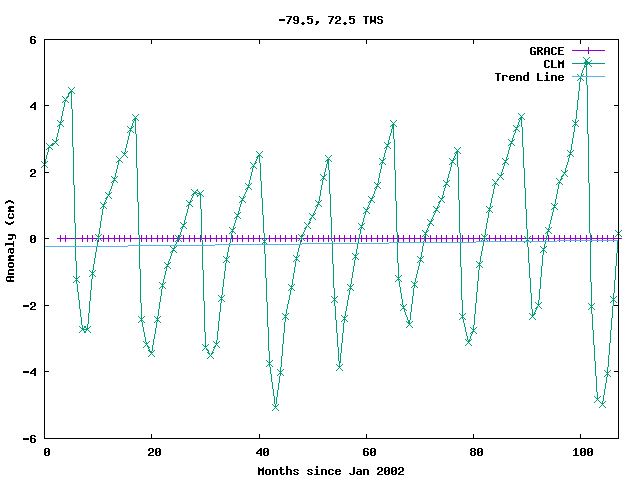 -79.5, 72.5 TWS
GRACE
CLM
Trend Line
6
4
2
0
-2
-4
-6
Anomaly (cm)
0 20 40 60 80 100
Months since Jan 2002